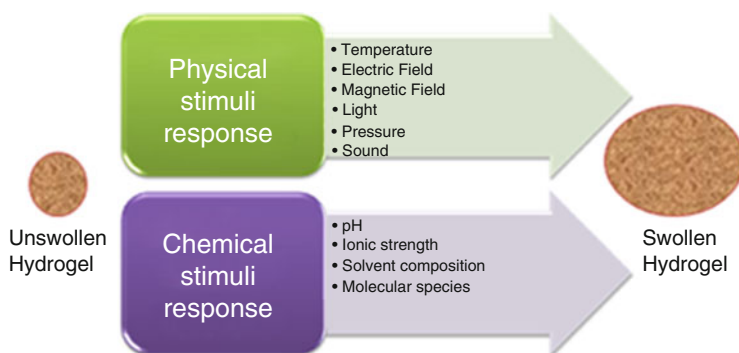 Physical
stimuli
response
• Temperature
• Electric Field
• Magnetic Field
• Light
• Pressure
• Sound
Unswollen
Hydrogel
Chemical
stimuli
response
• pH
• Ionic strength
• Solvent composition
• Molecular species
Swollen
Hydrogel